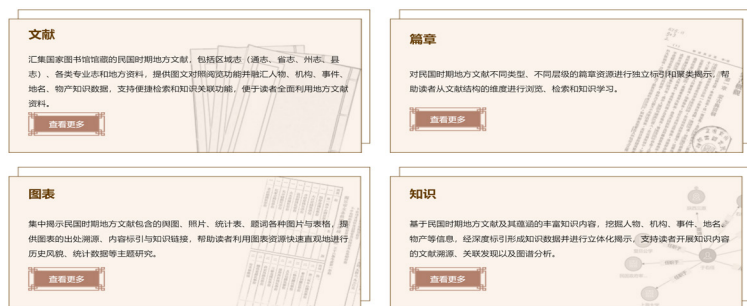 文献
汇集国家图书馆馆藏的民国时期地方文献，包括区域志（通志、省志、州志、县
志）、各类专业志和地方资料，提供图文对照阅览功能并融汇人物、机构、事件、
地名、物产知识数据，支持便捷检索和知识关联功能，便于读者全面利用地方文献
资料。
查看更多
篇章
对民国时期地方文献不同类型、不同层级的篇章资源进行独立标引和聚类揭示，帮
助读者从文献结构的维度进行浏览、检索和知识学习。
查看更多
图表
集中揭示民国时期地方文献包含的舆图、照片、统计表、题词各种图片与表格，提
供图表的出处溯源、内容标引与知识链接，帮助读者利用图表资源快速直观地进行
历史风貌、统计数据等主题研究。
查看更多
知识
基于民国时期地方文献及其蕴涵的丰富知识内容，挖掘人物、机构、事件、地名、
物产等信息，经深度标引形成知识数据并进行立体化揭示，支持读者开展知识内容
的文献溯源、关联发现以及图谱分析。
查看更多